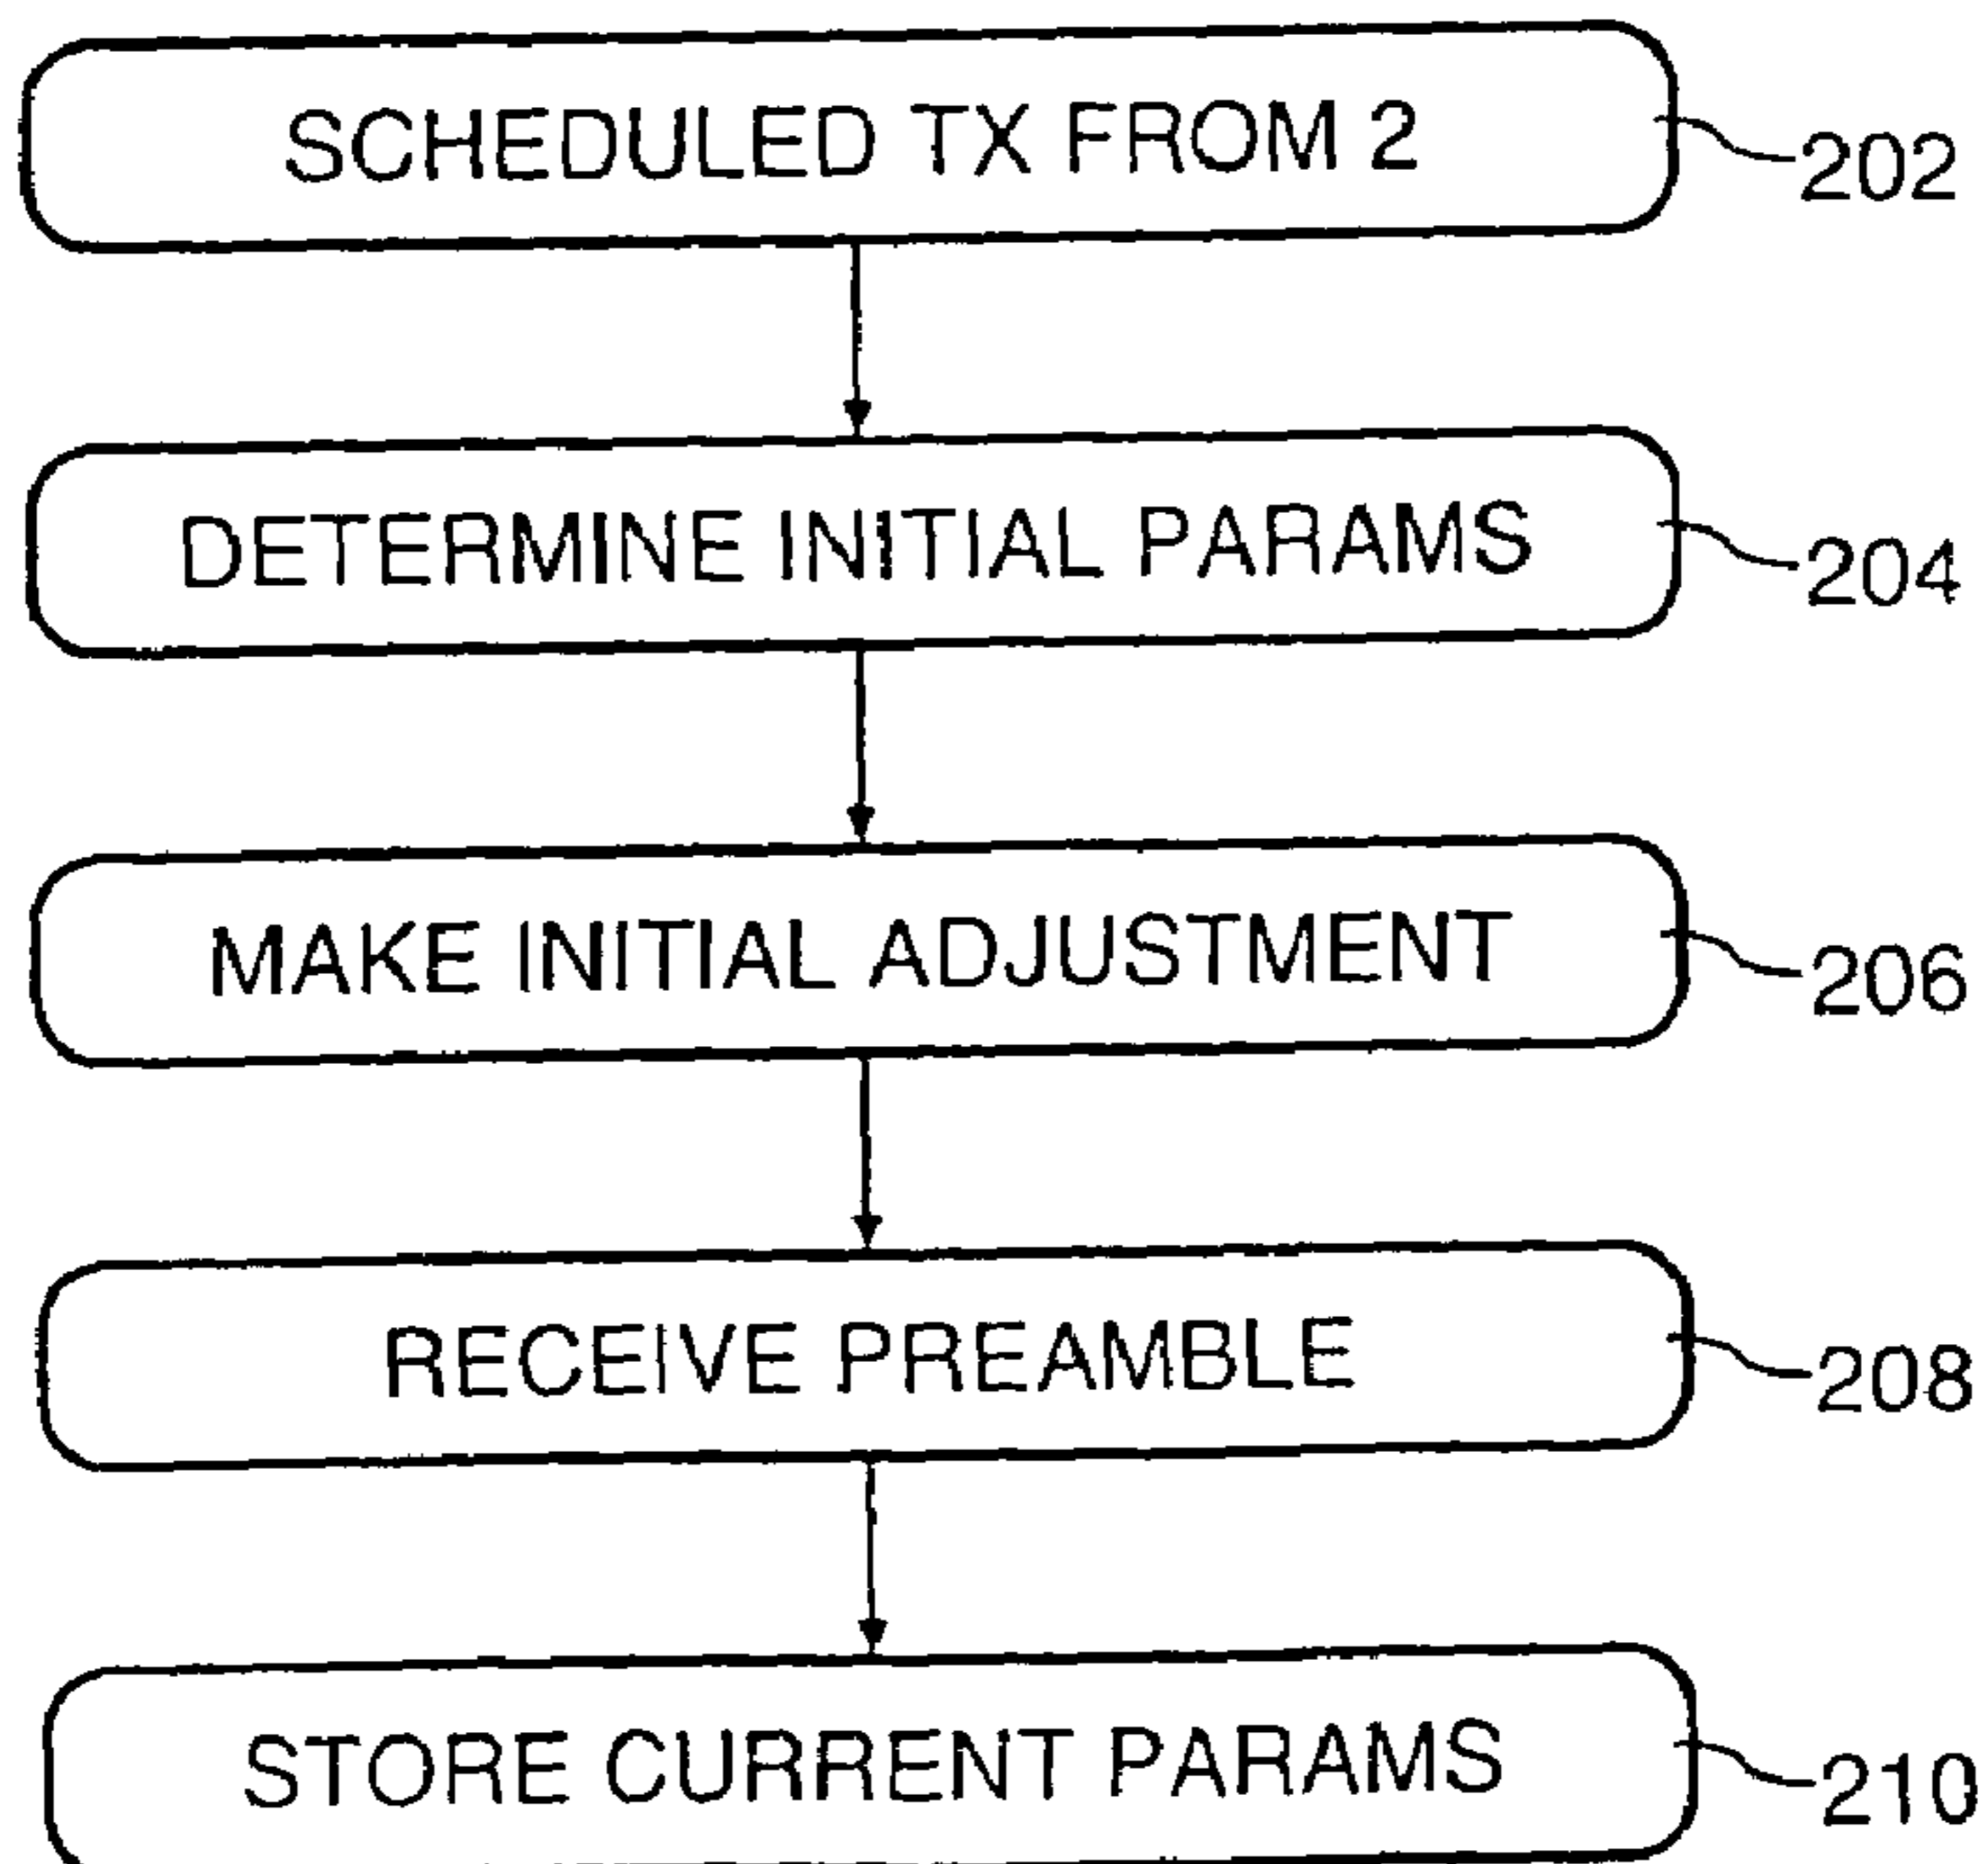 SCHEDULED TX FROM 2
202
DETERMINE INITIAL PARAMS
204
MAKE INITIAL ADJUSTMENT
206
RECEIVE PREAMBLE
208
STORE CURRENT PARAMS
210